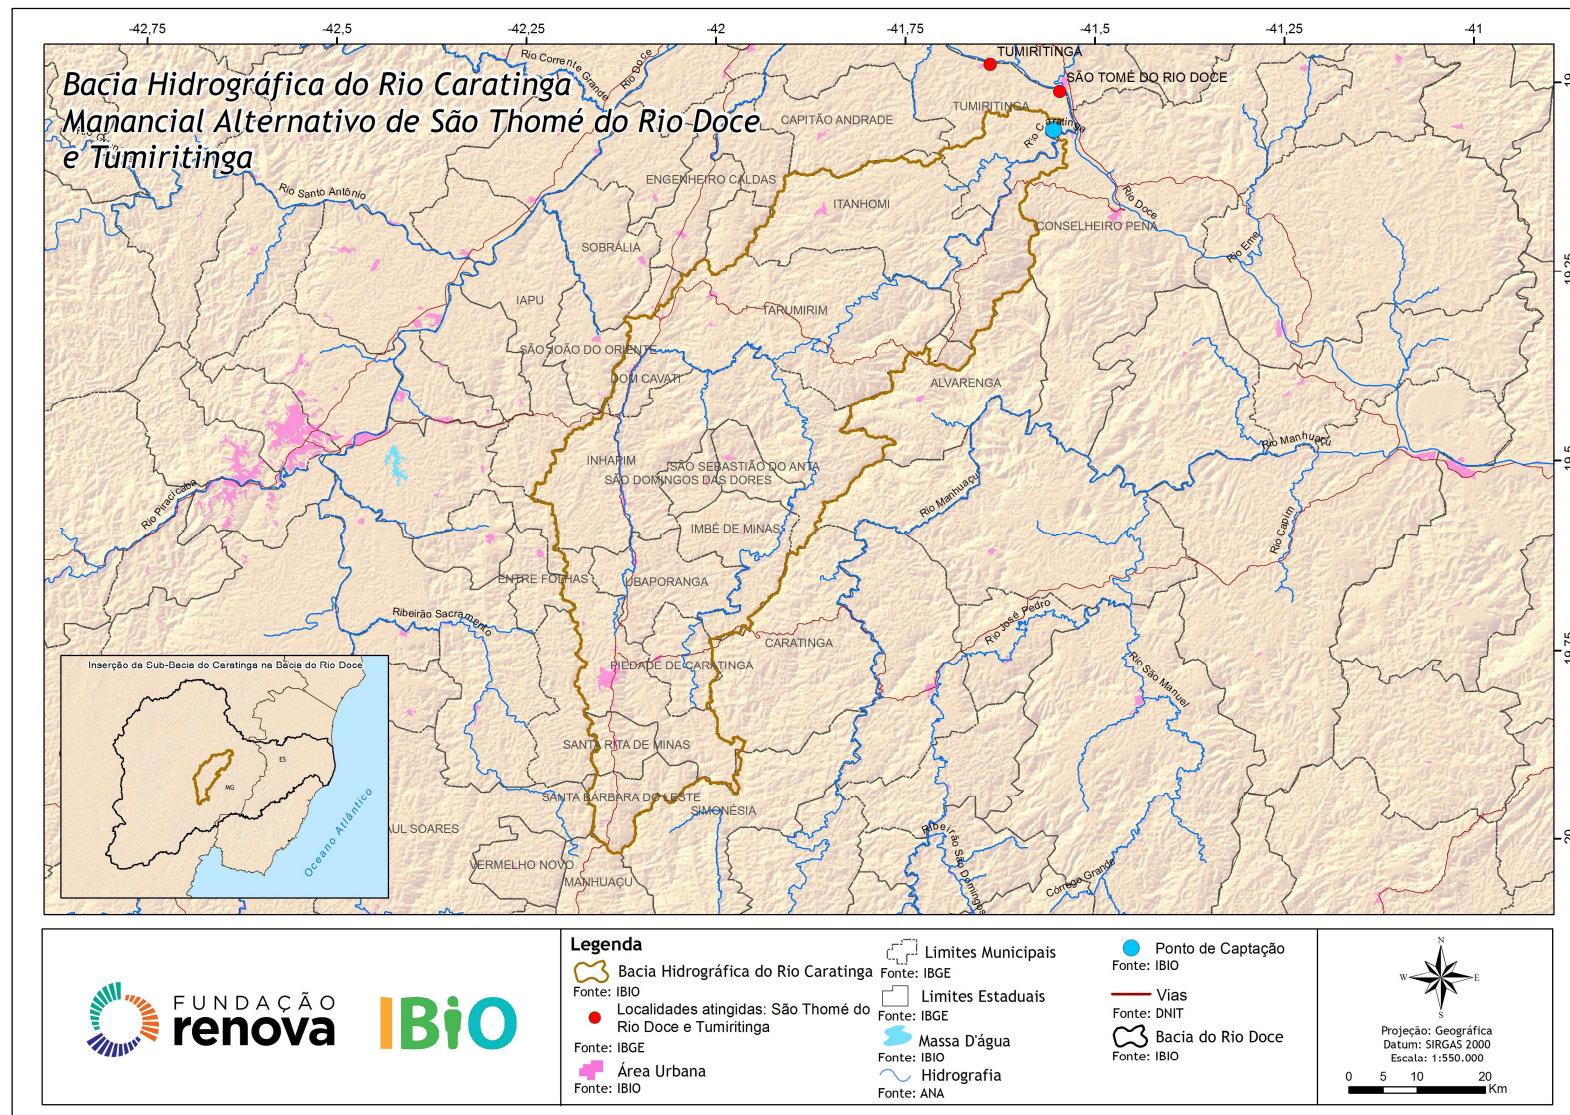 -42.75
-42.5
-42.25
-42
-41.75
-41.5
-41.25
-41
Bacia Hidrográfica do Rio Caratinga
Manancial Alternativo de São Thomé do Rio Doce
e Tumiritinga
Rio Corrente Grande
Rio Doce
TUMIRITINGA
SÃO TOMÉ DO RIO DOCE
TUMIRITINGA
CAPITÃO ANDRADE
Rio Caratinga
Rio Santo Antônio
ENGENHEIRO CALDAS
ITANHOMI
Rio Doce
CONSELHEIRO PENA
Rio Eme
SOBRÁLIA
IAPU
TARUMIRIM
SÃO JOÃO DO ORIENTE
DOM CAVATI
ALVARENGA
Rio Manhuaçu
INHAPIM
SÃO SEBASTIÃO DO ANTA
SÃO DOMINGOS DAS DORES
Rio Piracicaba
Rio Manhuaçu
IMBÉ DE MINAS
Rio Capim
ENTRE FOLHAS
UBAPORANGA
Ribeirão Sacramento
Rio José Pedro
CARATINGA
PIEDADE DE CARATINGA
Rio São Manuel
SANTA RITA DE MINAS
SANTA BÁRBARA DO LESTE
SIMONÉSIA
AUL SOARES
Ribeirão São Domingos
VERMELHO NOVO
MANHUAÇU
Córrego Grande
Inserção da Sub-Bacia do Caratinga na Bacia do Rio Doce
ES
MG
Oceano Atlântico
FUNDAÇÃO
renova
IBiO
Legenda
Bacia Hidrográfica do Rio Caratinga
Fonte: IBIO
Localidades atingidas: São Thomé do
Rio Doce e Tumiritinga
Fonte: IBGE
Área Urbana
Fonte: IBIO
Limites Municipais
Fonte: IBGE
Limites Estaduais
Fonte: IBGE
Massa D'água
Fonte: IBIO
Hidrografia
Fonte: ANA
Ponto de Captação
Fonte: IBIO
Vias
Fonte: DNIT
Bacia do Rio Doce
Fonte: IBIO
N
W
E
S
Projeção: Geográfica
Datum: SIRGAS 2000
Escala: 1:550.000
0 5 10 20
Km